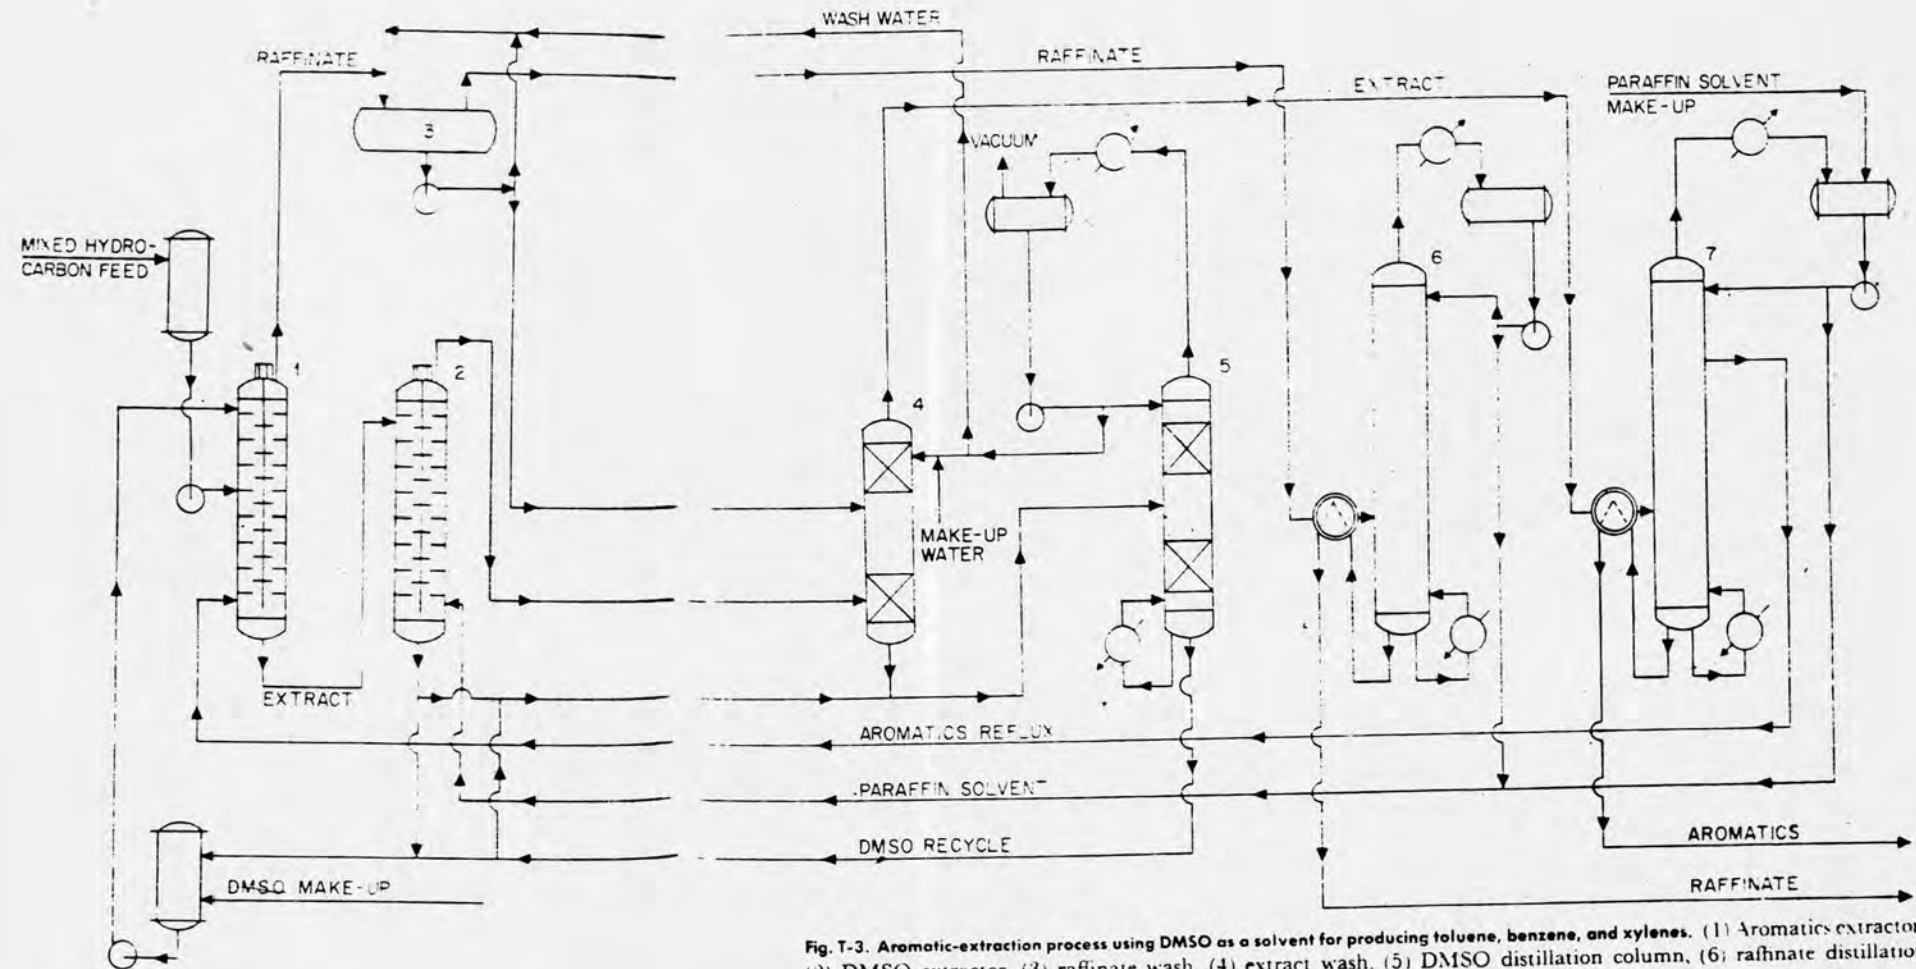 WASH WATER
RAFFINATE
RAFFINATE
EXTRACT
PARAFFIN SOLVENT
MAKE-UP
3
VACUUM
MIXED HYDRO-
CARBON FEED
6
7
1
2
5
4
MAKE-UP
WATER
EXTRACT
AROMATICS REFLUX
PARAFFIN SOLVENT
DMSO RECYCLE
AROMATICS
DMSO MAKE-UP
RAFFINATE
Fig. T-3. Aromatic-extraction process using DMSO as a solvent for producing toluene, benzene, and xylenes. (1) Aromatics extractor
(2) DMSO extractor, (3) raffinate wash, (4) extract wash, (5) DMSO distillation column, (6) raffinate distillation